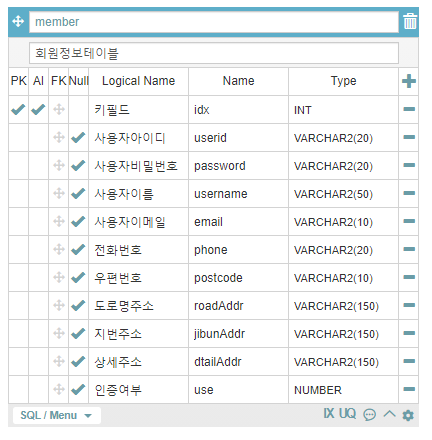 member
회원정보테이블
PK AI FK Null Logical Name Name Type
키필드 idx INT
사용자아이디 userid VARCHAR2(20)
사용자비밀번호 password VARCHAR2(20)
사용자이름 username VARCHAR2(50)
사용자이메일 email VARCHAR2(10)
전화번호 phone VARCHAR2(20)
우편번호 postcode VARCHAR2(10)
도로명주소 roadAddr VARCHAR2(150)
지번주소 jibunAddr VARCHAR2(150)
상세주소 dtailAddr VARCHAR2(150)
인증여부 use NUMBER
SQL / Menu IX UQ